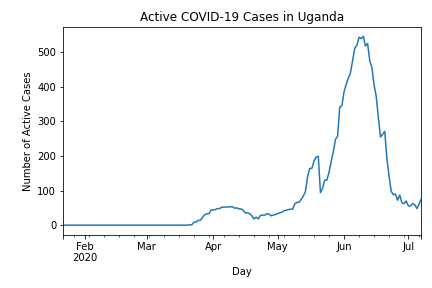 Active COVID-19 Cases in Uganda
Number of Active Cases
500
400
300
200
100
0
Feb
2020
Mar
Apr
May
Jun
Jul
Day